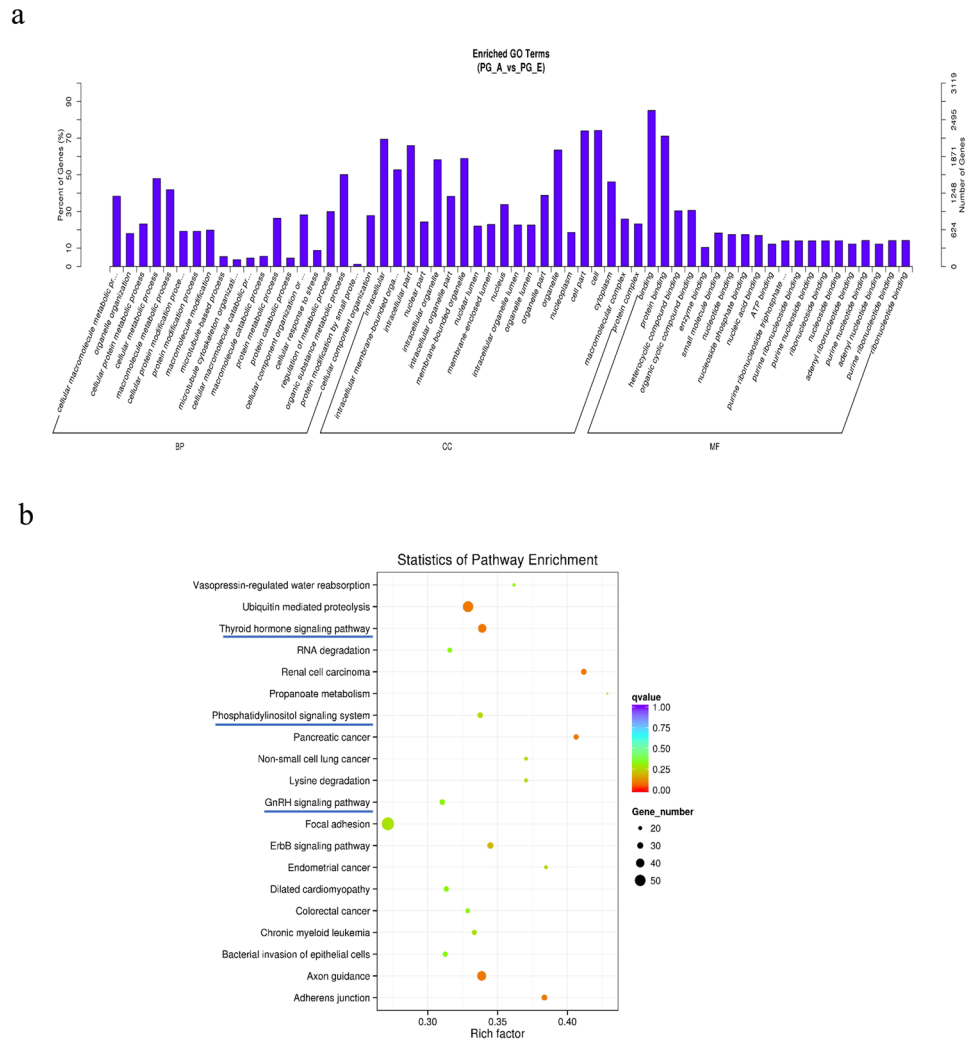 a
Enriched GO Terms
(PG_A_vs_PG_E)
Percent of Genes (%)
0
10
30
50
70
90
Number of Genes
0
624
1248
1871
2495
3119
cellular macromolecule metabolic pr...
organelle organization
cellular protein metabolic process
cellular metabolic process
macromolecule metabolic process
cellular protein modification proce...
protein modification process
macromolecule modification
microtubule-based process
microtubule cytoskeleton organizati...
cellular macromolecule catabolic pr...
macromolecule catabolic process
protein metabolic process
protein catabolic process
cellular component organization or ...
cellular response to stress
regulation of metabolic process
organic substance metabolic process
protein modification by small prote...
cellular component organization
intracellular
intracellular membrane-bounded orga...
intracellular part
nuclear part
intracellular organelle
intracellular organelle part
membrane-bounded organelle
nuclear lumen
membrane-enclosed lumen
nucleus
intracellular organelle lumen
organelle lumen
organelle part
organelle
nucleoplasm
cell part
cell
cytoplasm
macromolecular complex
protein complex
binding
protein binding
heterocyclic compound binding
organic cyclic compound binding
enzyme binding
small molecule binding
nucleotide binding
nucleoside phosphate binding
nucleic acid binding
ATP binding
purine ribonucleoside triphosphate ...
purine ribonucleoside binding
purine nucleoside binding
ribonucleoside binding
nucleoside binding
adenyl ribonucleotide binding
purine nucleotide binding
adenyl nucleotide binding
purine ribonucleotide binding
ribonucleotide binding
BP
CC
MF
b
Statistics of Pathway Enrichment
Vasopressin-regulated water reabsorption
Ubiquitin mediated proteolysis
Thyroid hormone signaling pathway
RNA degradation
Renal cell carcinoma
Propanoate metabolism
Phosphatidylinositol signaling system
Pancreatic cancer
Non-small cell lung cancer
Lysine degradation
GnRH signaling pathway
Focal adhesion
ErbB signaling pathway
Endometrial cancer
Dilated cardiomyopathy
Colorectal cancer
Chronic myeloid leukemia
Bacterial invasion of epithelial cells
Axon guidance
Adherens junction
0.30
0.35
0.40
Rich factor
qvalue
1.00
0.75
0.50
0.25
0.00
Gene_number
20
30
40
50